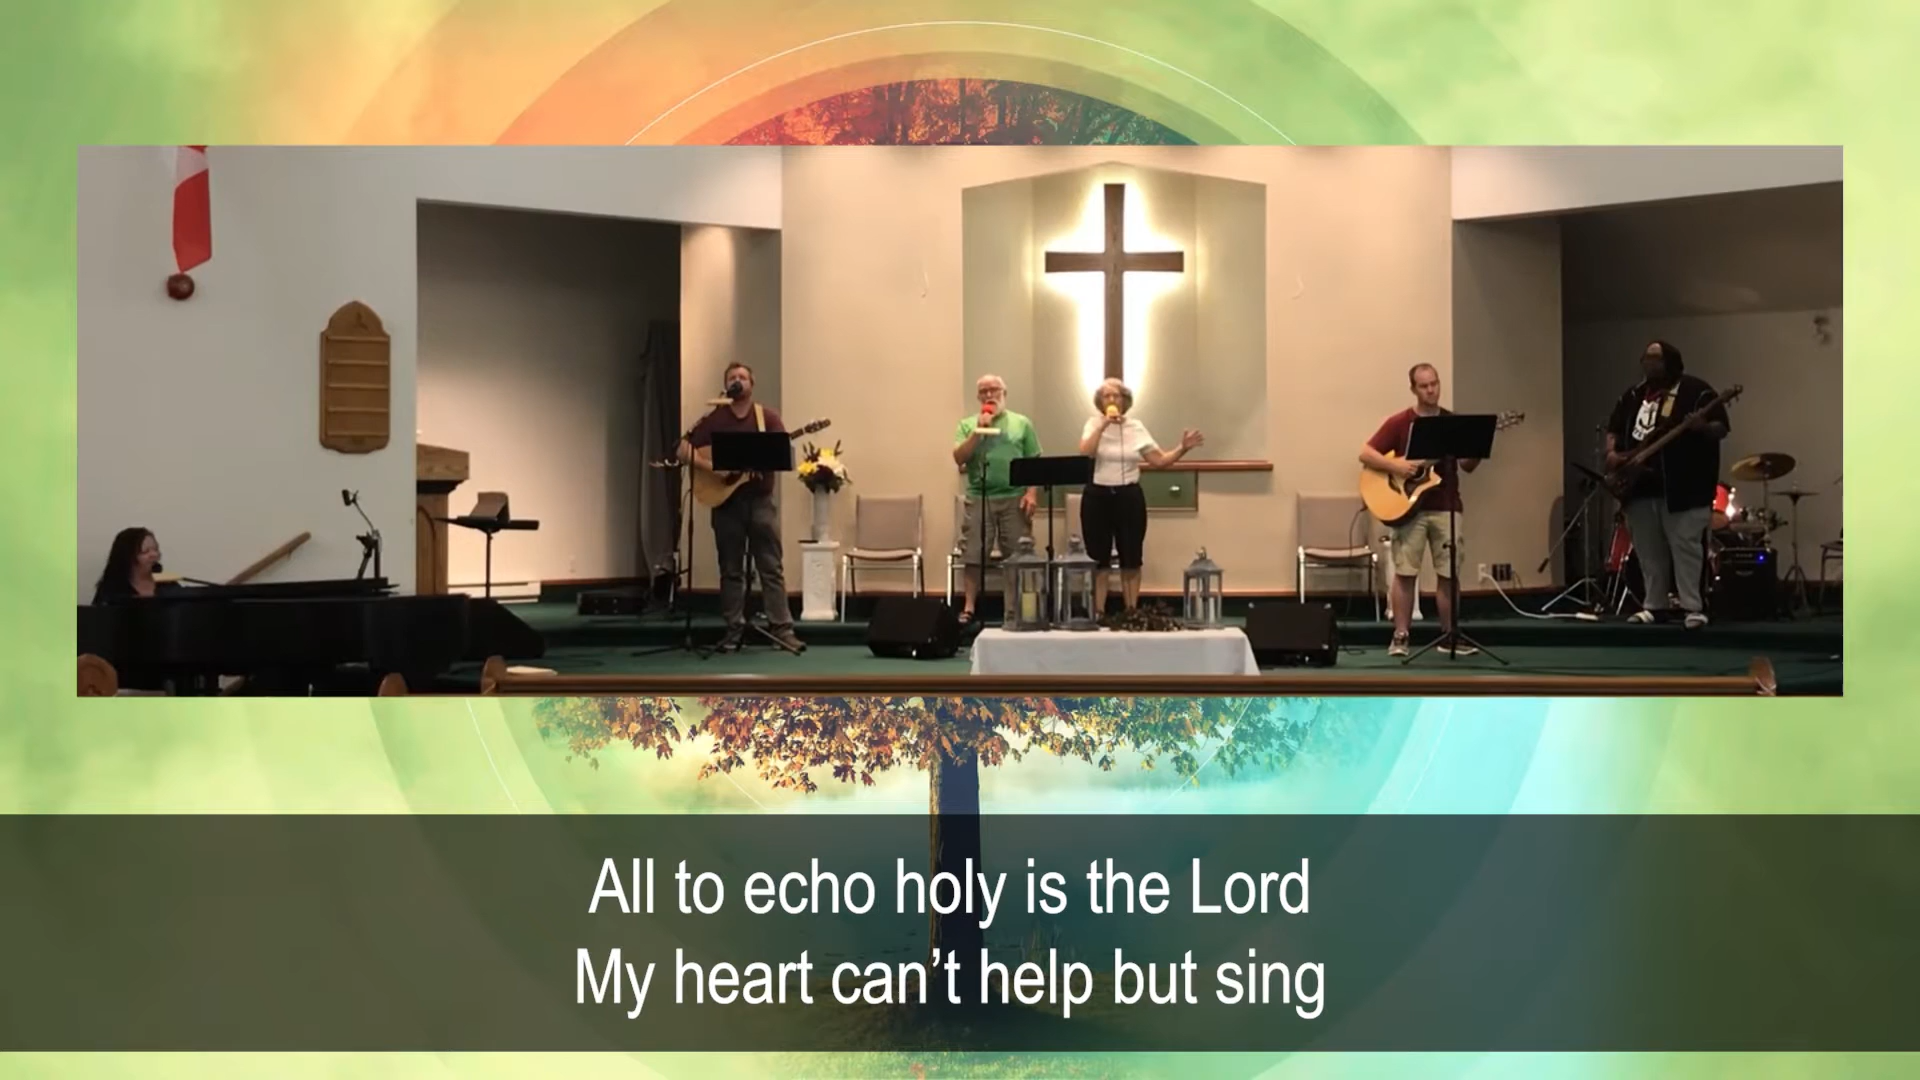 All to echo holy is the Lord
My heart can’t help but sing